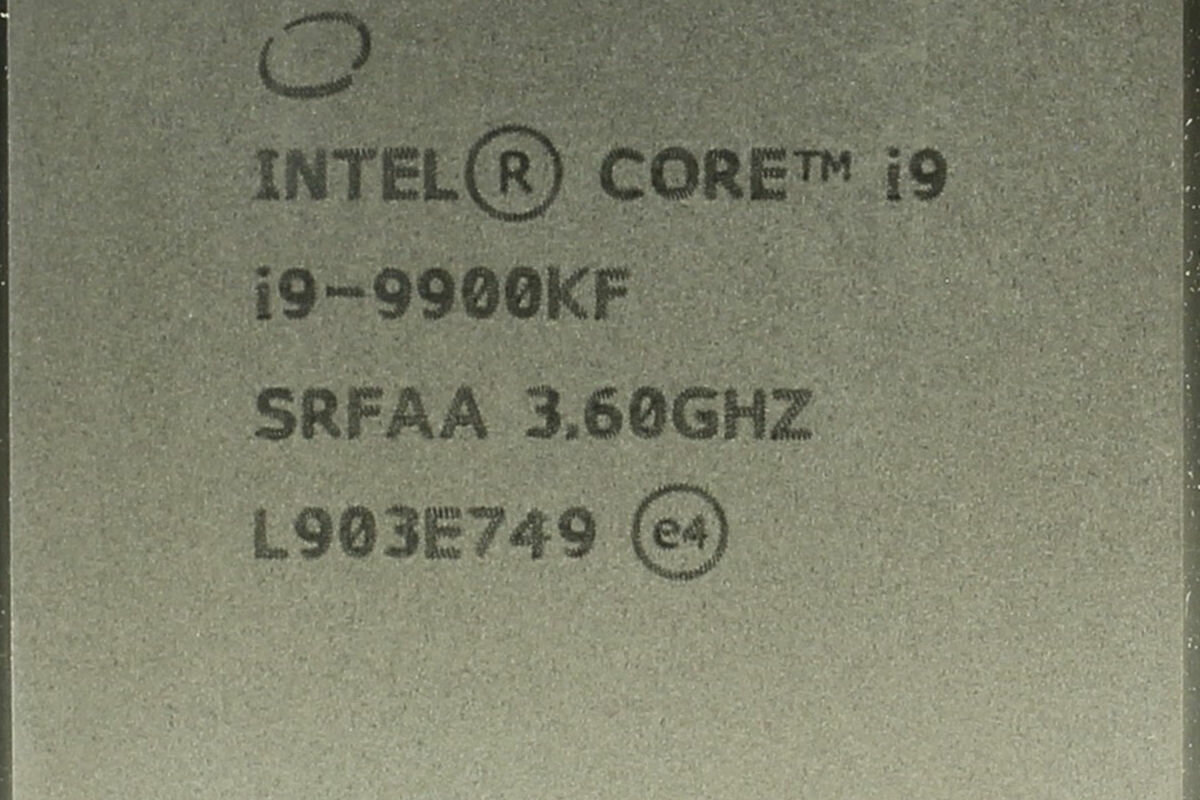 INTEL® CORE™ i9
i9-9900KF
SRFAA 3.60GHZ
L903E749 e4